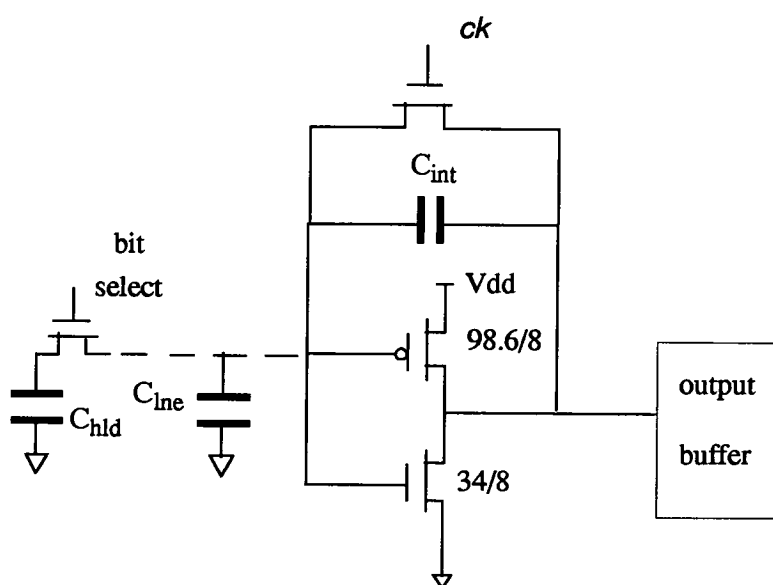 ck
C_int
bit
select
Vdd
98.6/8
C_hld
C_lne
output
buffer
34/8